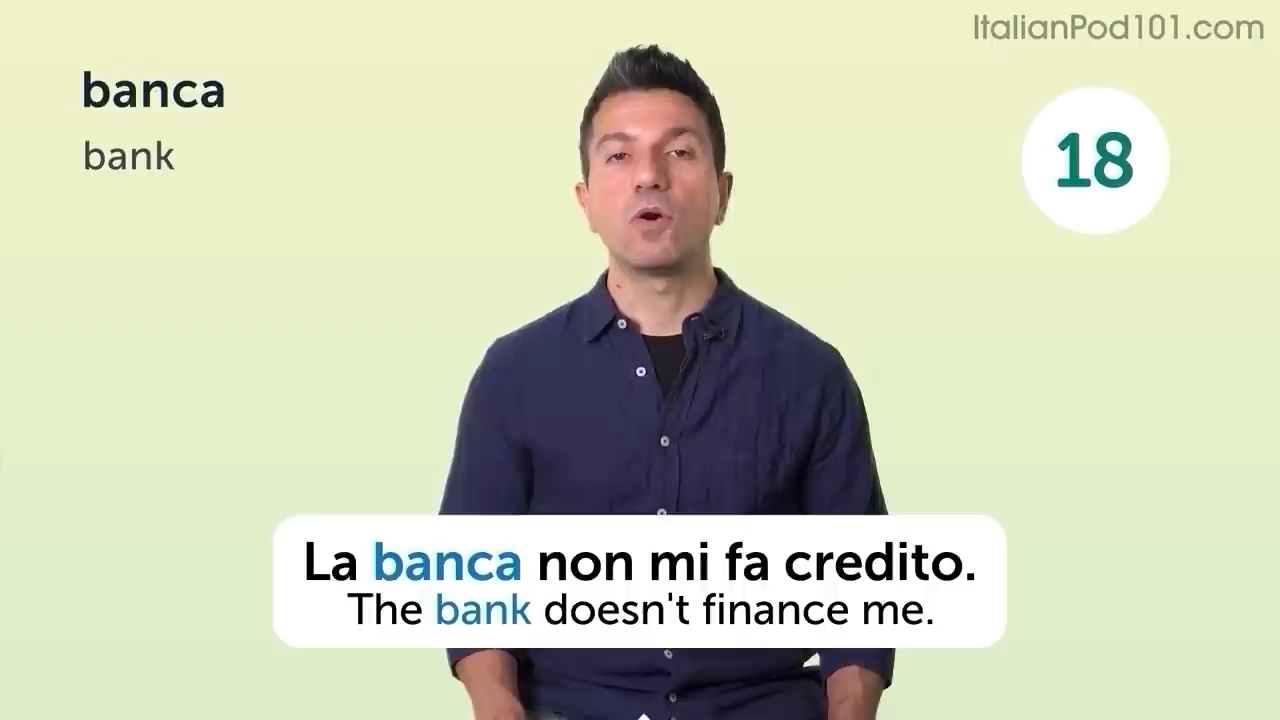 ItalianPod101.com
banca
bank
18
La banca non mi fa credito.
The bank doesn't finance me.